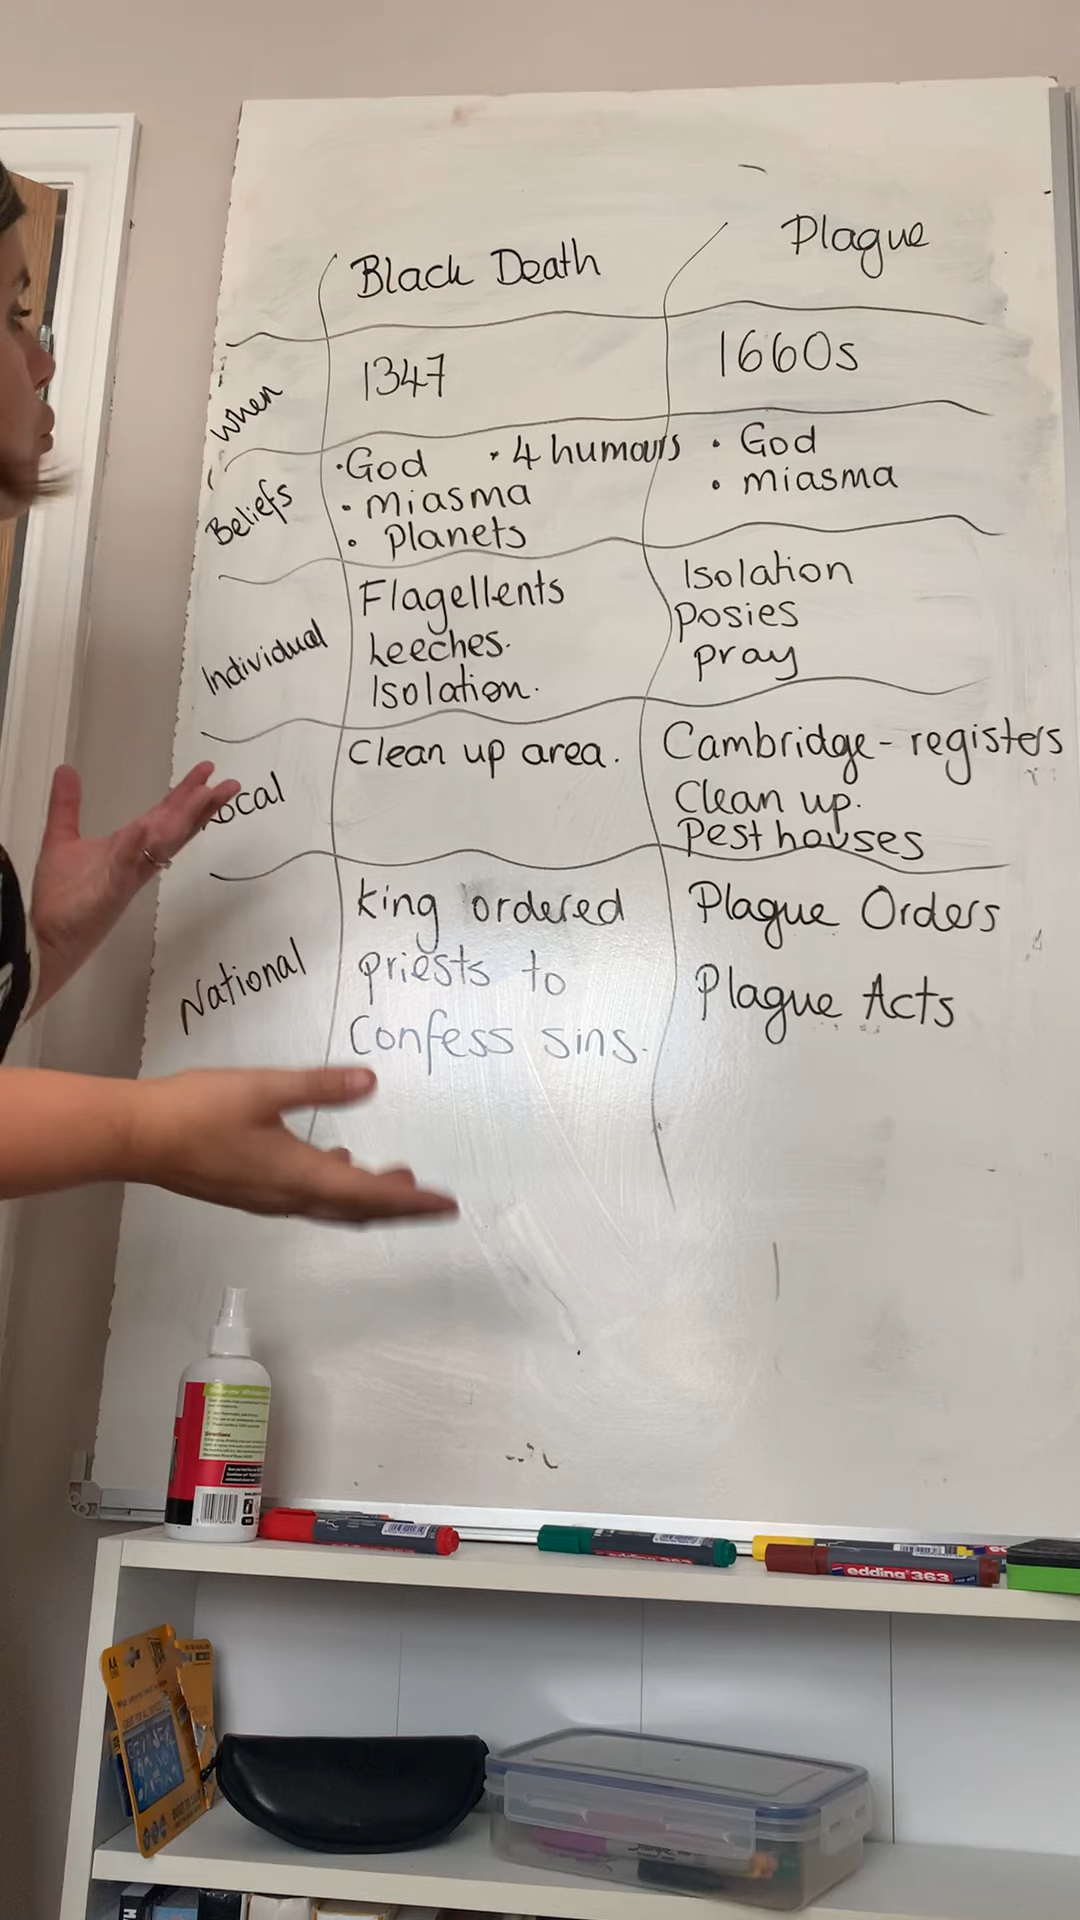 Black Death
Plague
When
1347
1660s
Beliefs
• God
• 4 humours
• miasma
• Planets
• God
• miasma
Individual
Flagellents
Leeches.
Isolation.
Isolation
Posies
pray
Local
Clean up area.
Cambridge - registers
Clean up.
Pest houses
National
King ordered
priests to
Confess sins.
Plague Orders
Plague Acts
edding 363
AA